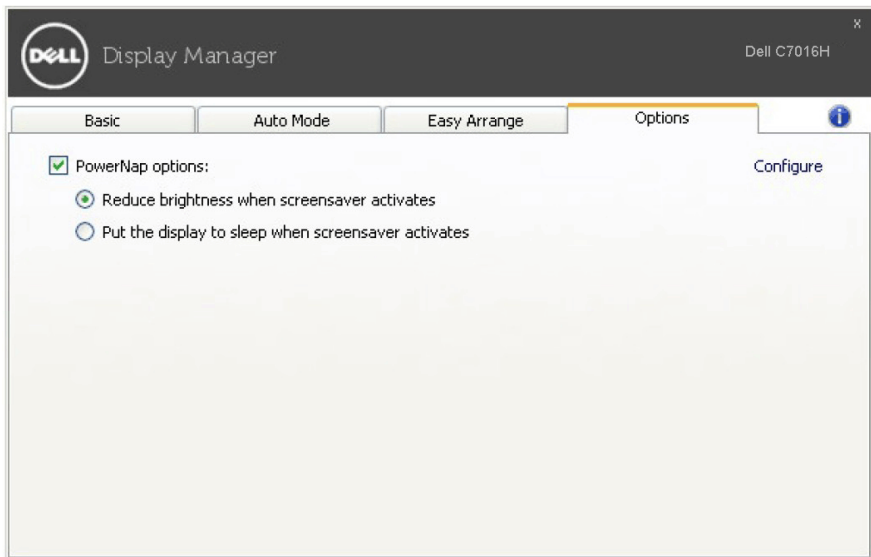 DELL Display Manager
x
Dell C7016H
Basic Auto Mode Easy Arrange Options i
PowerNap options: Configure
Reduce brightness when screensaver activates
Put the display to sleep when screensaver activates